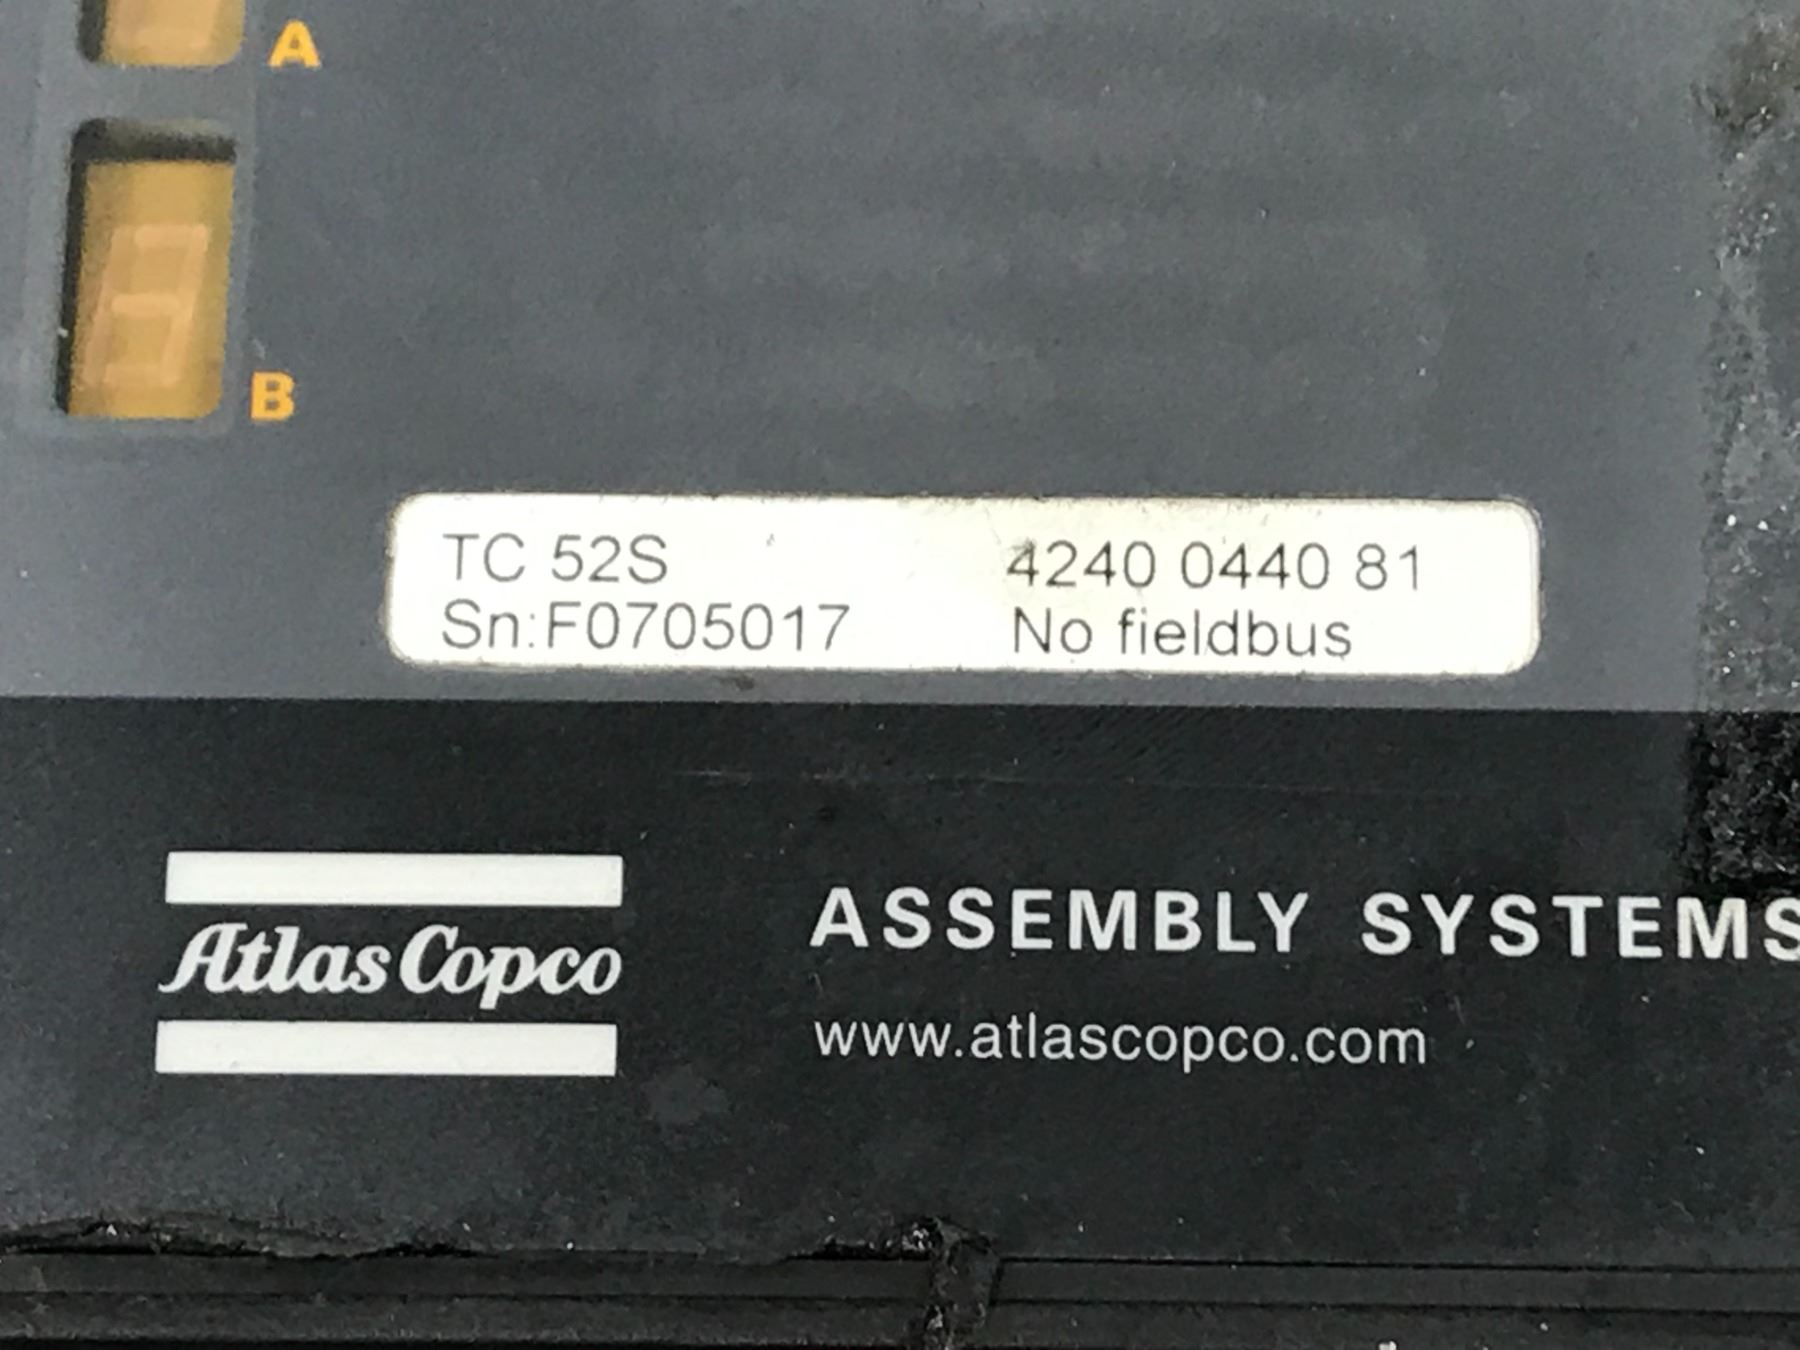 A
B
TC 52S 4240 0440 81
Sn:F0705017 No fieldbus
Atlas Copco
ASSEMBLY SYSTEMS
www.atlascopco.com